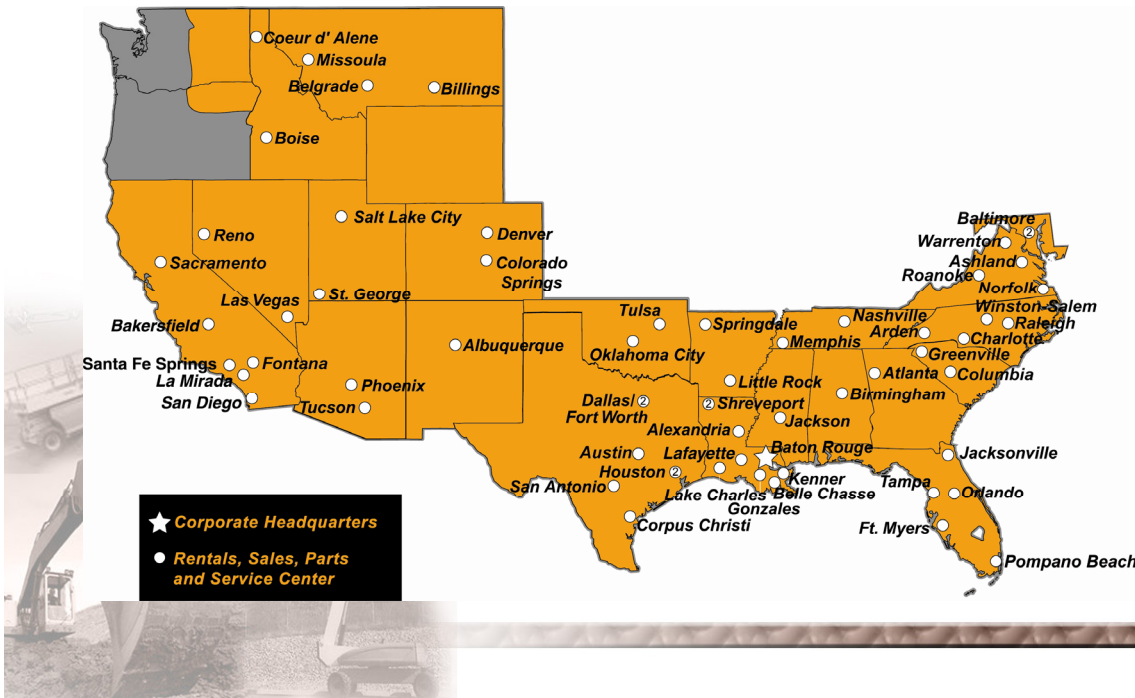 Coeur d' Alene
Missoula
Belgrade
Billings
Boise
Salt Lake City
Reno
Denver
Sacramento
Colorado
Springs
Las Vegas
St. George
Bakersfield
Albuquerque
Santa Fe Springs
Fontana
La Mirada
Phoenix
San Diego
Tucson
Baltimore
2
Warrenton
Ashland
Roanoke
Norfolk
Winston-Salem
Raleigh
Charlotte
Arden
Nashville
Memphis
Greenville
Columbia
Atlanta
Birmingham
Tulsa
Springdale
Oklahoma City
Little Rock
Dallas/
Fort Worth
2
2
Shreveport
Jackson
Alexandria
Austin
Lafayette
Baton Rouge
Houston
2
San Antonio
Lake Charles
Kenner
Belle Chasse
Gonzales
Corpus Christi
Jacksonville
Tampa
Orlando
Ft. Myers
Pompano Beach
Corporate Headquarters
Rentals, Sales, Parts
and Service Center